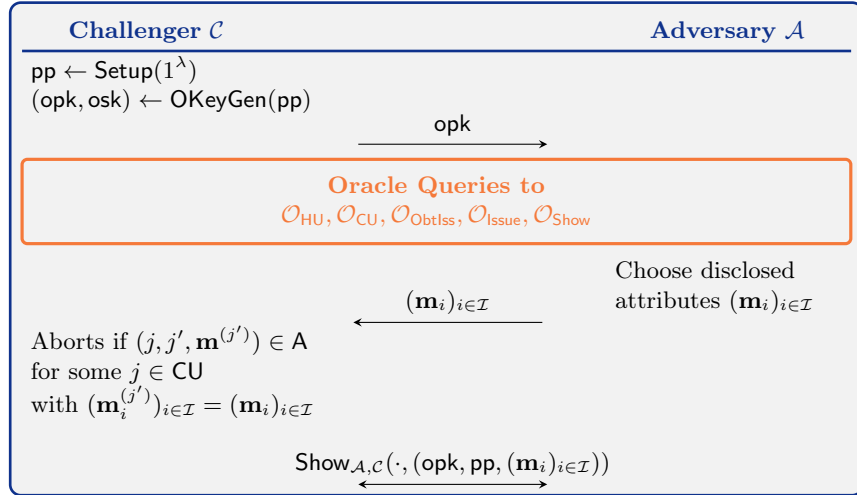 Challenger 𝒞 Adversary 𝒜
pp ← Setup(1^λ)
(opk, osk) ← OKeyGen(pp)
opk
Oracle Queries to
𝒪_HU, 𝒪_CU, 𝒪_ObtIss, 𝒪_Issue, 𝒪_Show
Choose disclosed
attributes (𝐦_i)_{i∈ℐ}
(𝐦_i)_{i∈ℐ}
Aborts if (j, j′, 𝐦^{(j′)}) ∈ A
for some j ∈ CU
with (𝐦_i^{(j′)})_{i∈ℐ} = (𝐦_i)_{i∈ℐ}
Show_{𝒜,𝒞}(·, (opk, pp, (𝐦_i)_{i∈ℐ}))